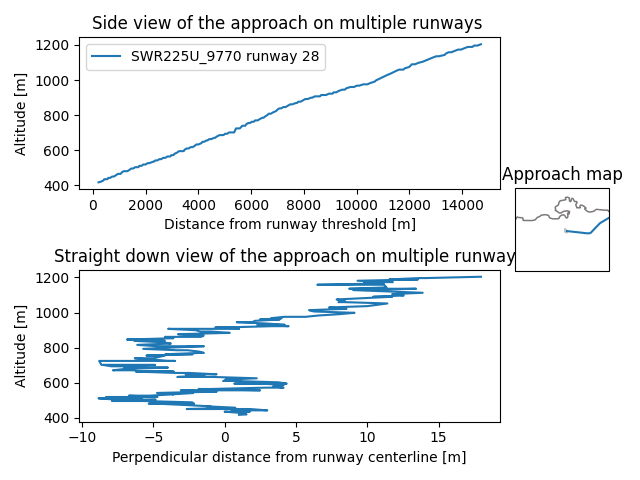 Side view of the approach on multiple runways
SWR225U_9770 runway 28
Altitude [m]
1200
1000
800
600
400
0 2000 4000 6000 8000 10000 12000 14000
Distance from runway threshold [m]
Approach map
Straight down view of the approach on multiple runway
Altitude [m]
1200
1000
800
600
400
−10 −5 0 5 10 15
Perpendicular distance from runway centerline [m]